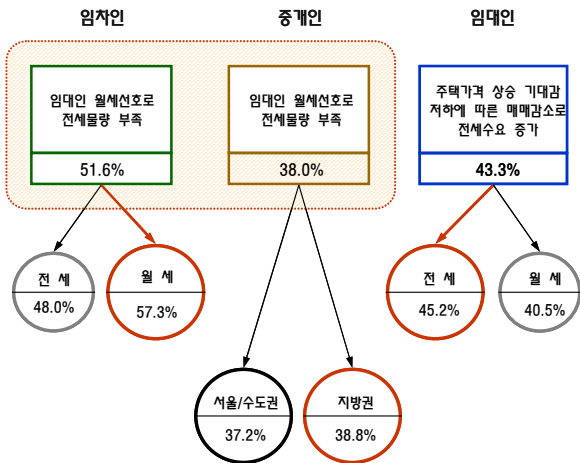 임차인
중개인
임대인
임대인 월세선호로
전세물량 부족
51.6%
임대인 월세선호로
전세물량 부족
38.0%
주택가격 상승 기대감
저하에 따른 매매감소로
전세수요 증가
43.3%
전 세
48.0%
월 세
57.3%
전 세
45.2%
월 세
40.5%
서울/수도권
37.2%
지방권
38.8%